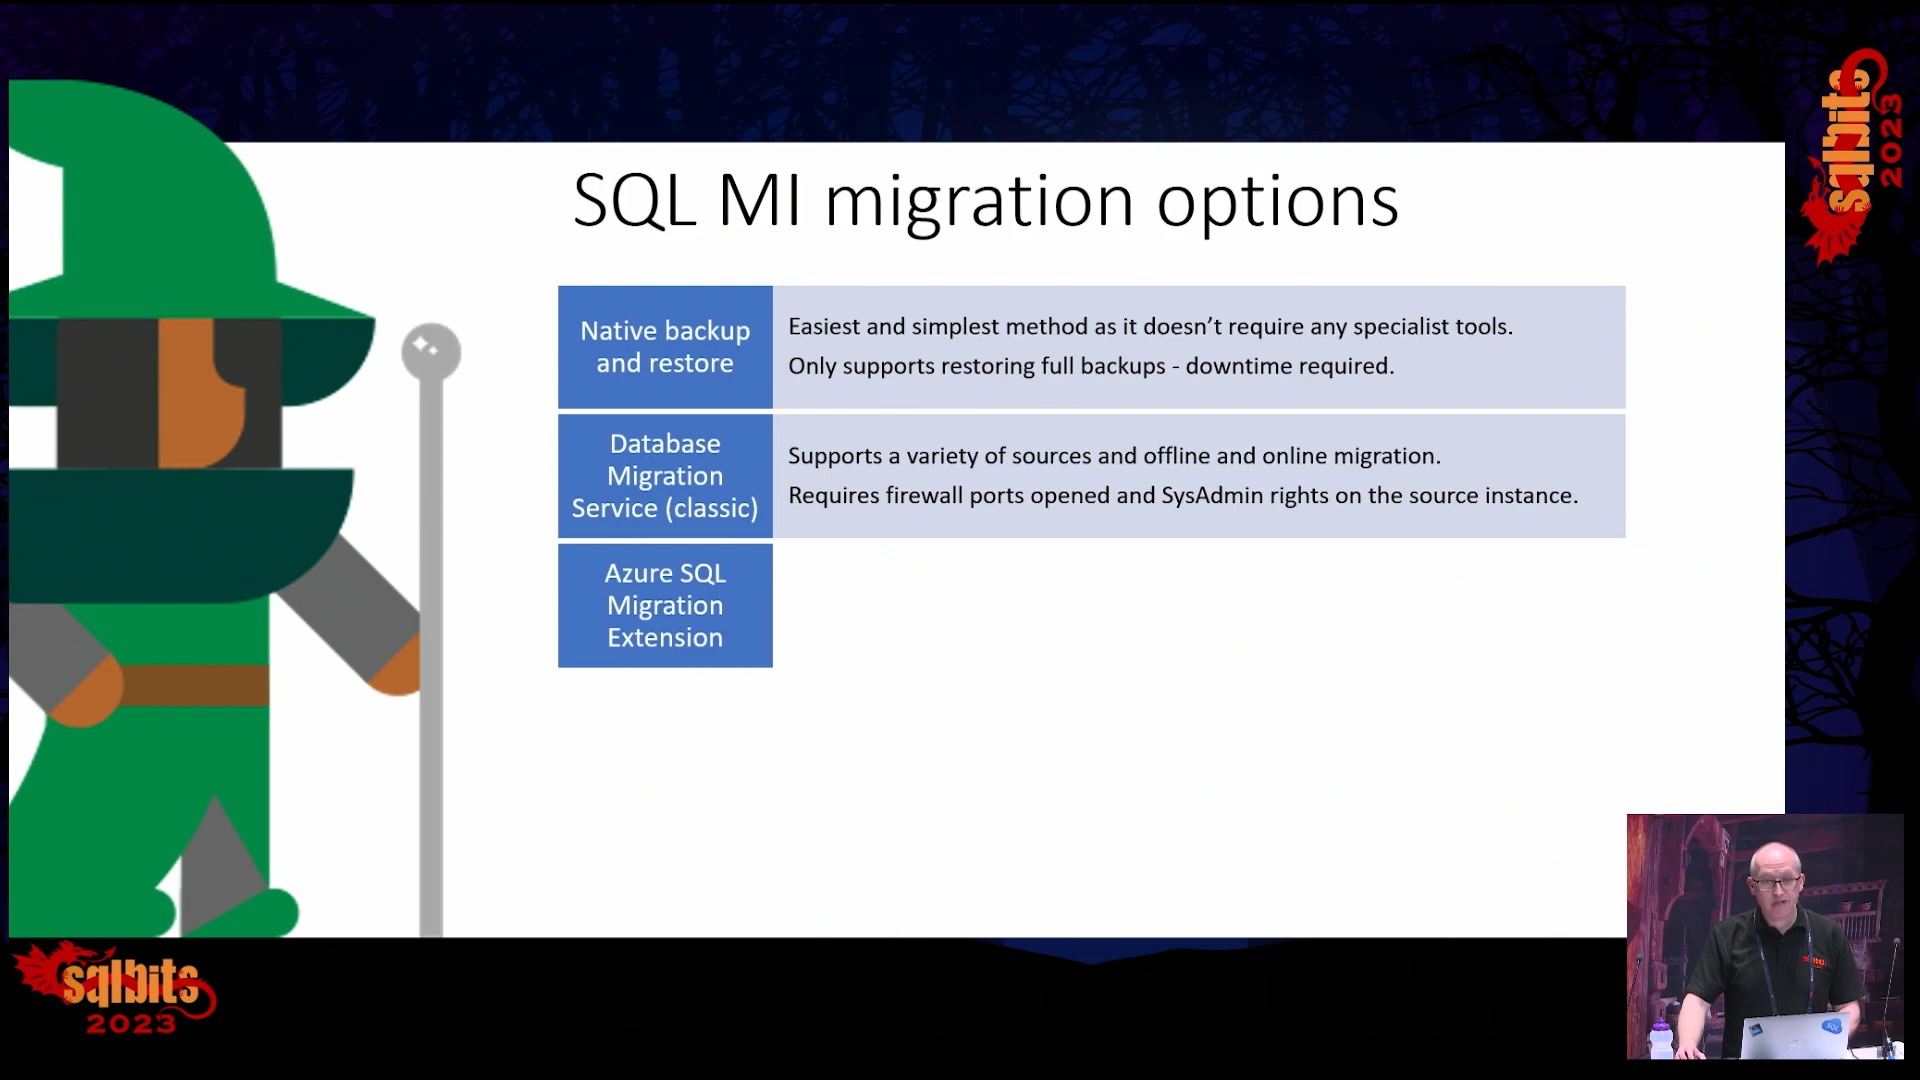 SQL MI migration options
Native backup
and restore
Easiest and simplest method as it doesn’t require any specialist tools.
Only supports restoring full backups - downtime required.
Database
Migration
Service (classic)
Supports a variety of sources and offline and online migration.
Requires firewall ports opened and SysAdmin rights on the source instance.
Azure SQL
Migration
Extension
sqlbits
2023
sqlbits
2023
SQL